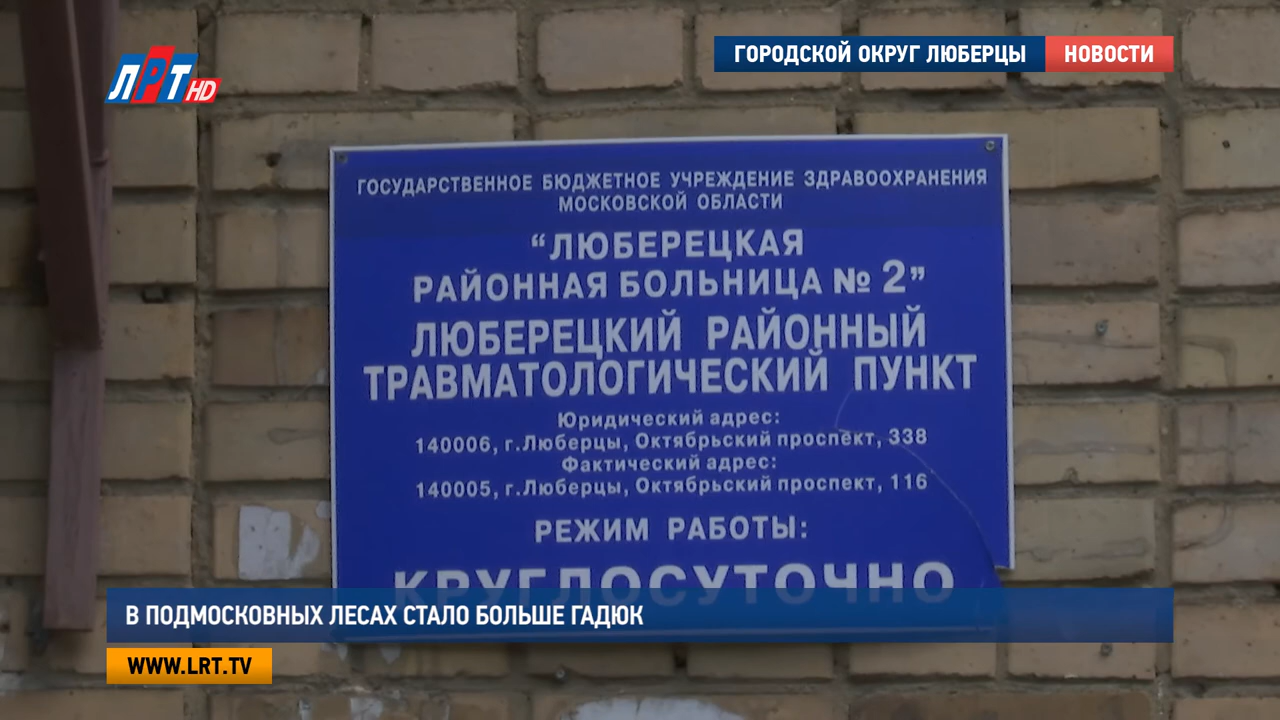 ЛРТ HD
ГОРОДСКОЙ ОКРУГ ЛЮБЕРЦЫ НОВОСТИ
ГОСУДАРСТВЕННОЕ БЮДЖЕТНОЕ УЧРЕЖДЕНИЕ ЗДРАВООХРАНЕНИЯ
МОСКОВСКОЙ ОБЛАСТИ
“ЛЮБЕРЕЦКАЯ
РАЙОННАЯ БОЛЬНИЦА № 2”
ЛЮБЕРЕЦКИЙ РАЙОННЫЙ
ТРАВМАТОЛОГИЧЕСКИЙ ПУНКТ
Юридический адрес:
140006, г.Люберцы, Октябрьский проспект, 338
Фактический адрес:
140005, г.Люберцы, Октябрьский проспект, 116
РЕЖИМ РАБОТЫ:
КРУГЛОСУТОЧНО
В ПОДМОСКОВНЫХ ЛЕСАХ СТАЛО БОЛЬШЕ ГАДЮК
WWW.LRT.TV